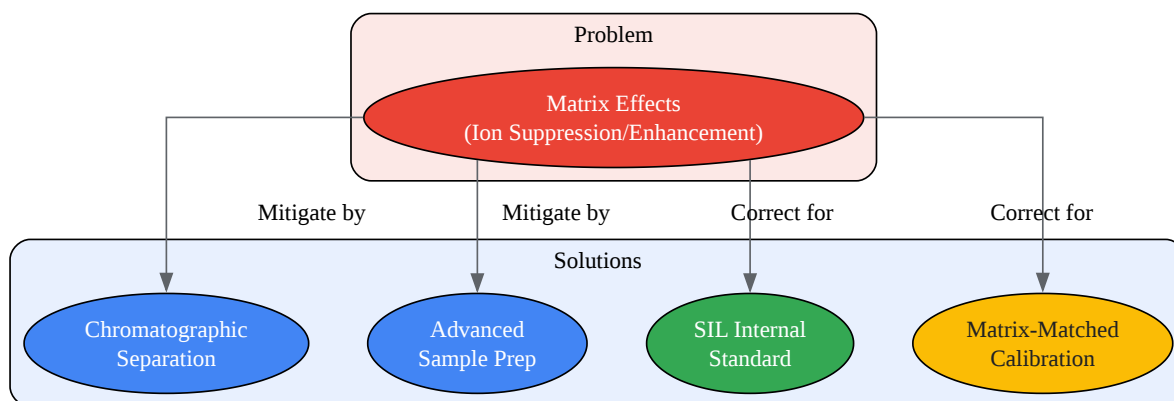 Problem
Matrix Effects
(Ion Suppression/Enhancement)
Mitigate by
Mitigate by
Correct for
Correct for
Solutions
Chromatographic
Separation
Advanced
Sample Prep
SIL Internal
Standard
Matrix-Matched
Calibration